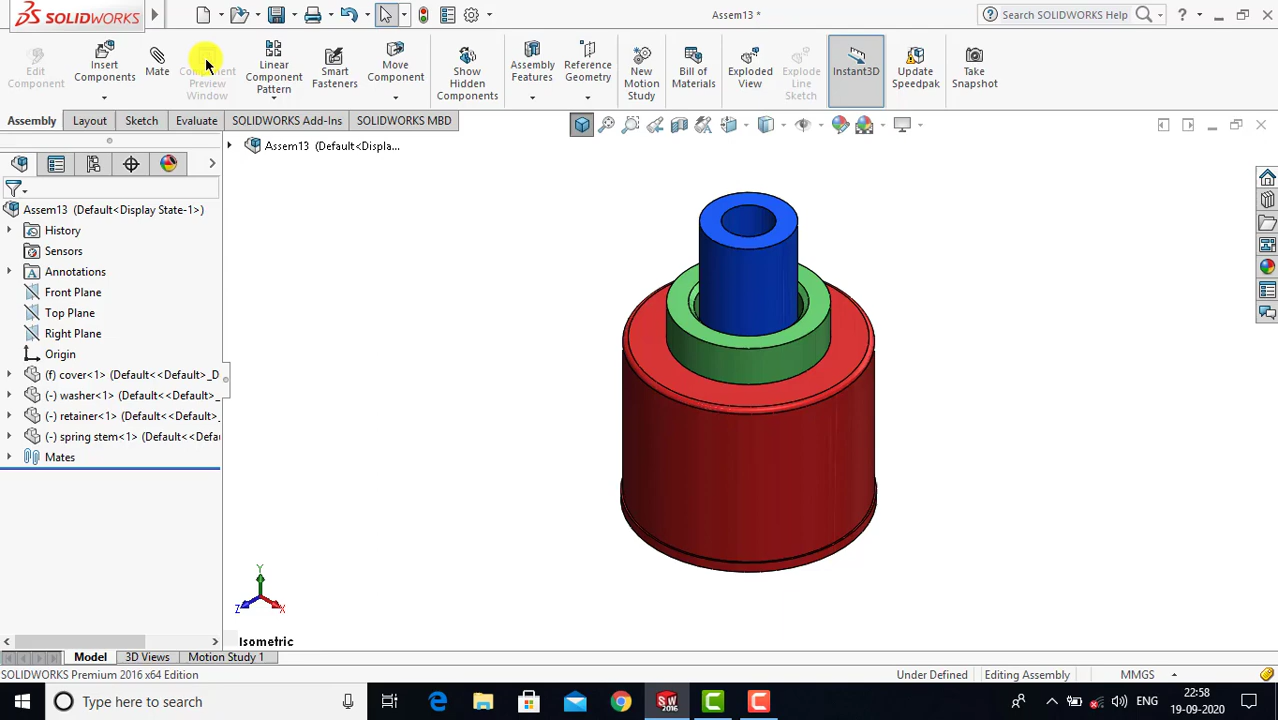 SOLIDWORKS
Assem13 *
Search SOLIDWORKS Help
Edit Component
Insert Components
Mate
Component Preview Window
Linear Component Pattern
Smart Fasteners
Move Component
Show Hidden Components
Assembly Features
Reference Geometry
New Motion Study
Bill of Materials
Exploded View
Explode Line Sketch
Instant3D
Update Speedpak
Take Snapshot
Assembly Layout Sketch Evaluate SOLIDWORKS Add-Ins SOLIDWORKS MBD
Assem13 (Default<Displa...
Assem13 (Default<Display State-1>)
History
Sensors
Annotations
Front Plane
Top Plane
Right Plane
Origin
(f) cover<1> (Default<<Default>_D
(-) washer<1> (Default<<Default>_
(-) retainer<1> (Default<<Default>_
(-) spring stem<1> (Default<<Defau
Mates
Y
Z X
Isometric
Model 3D Views Motion Study 1
SOLIDWORKS Premium 2016 x64 Edition
Under Defined Editing Assembly MMGS
Type here to search
ENG
22:58
19-09-2020